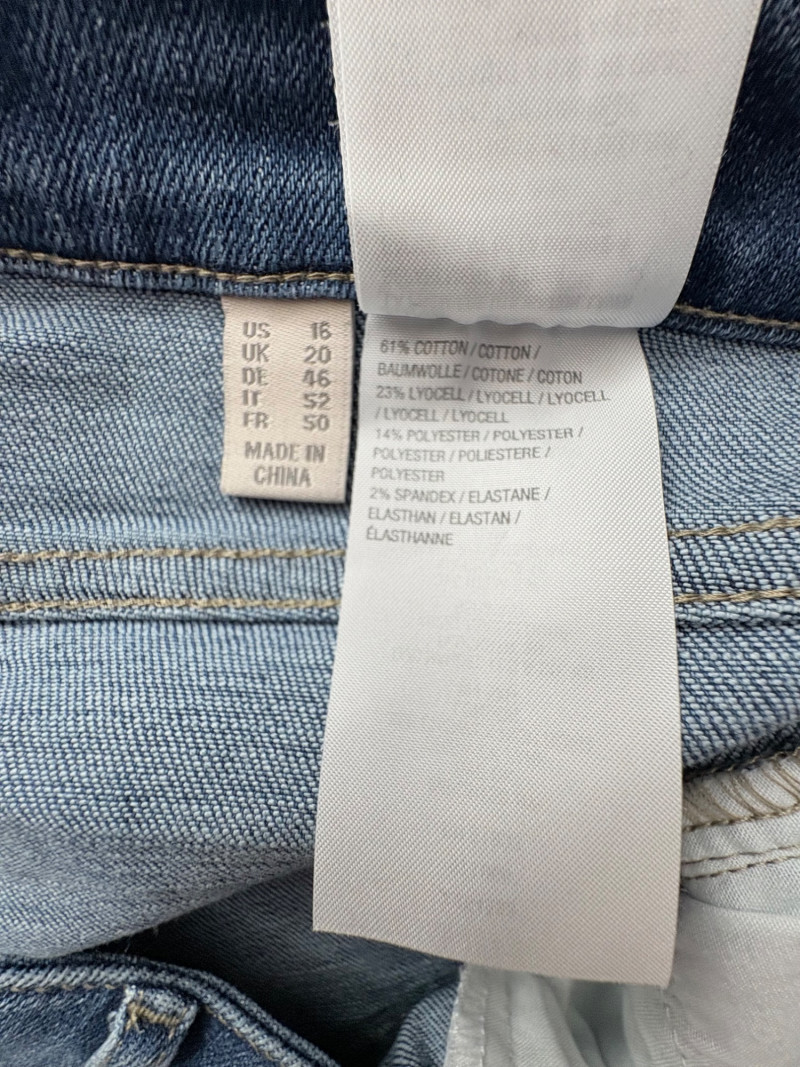 US 16
UK 20
DE 46
IT 52
FR 50
MADE IN
CHINA
61% COTTON / COTTON /
BAUMWOLLE / COTONE / COTON
23% LYOCELL / LYOCELL / LYOCELL
/ LYOCELL / LYOCELL
14% POLYESTER / POLYESTER /
POLYESTER / POLIESTERE /
POLYESTER
2% SPANDEX / ELASTANE /
ELASTHAN / ELASTAN /
ÉLASTHANNE